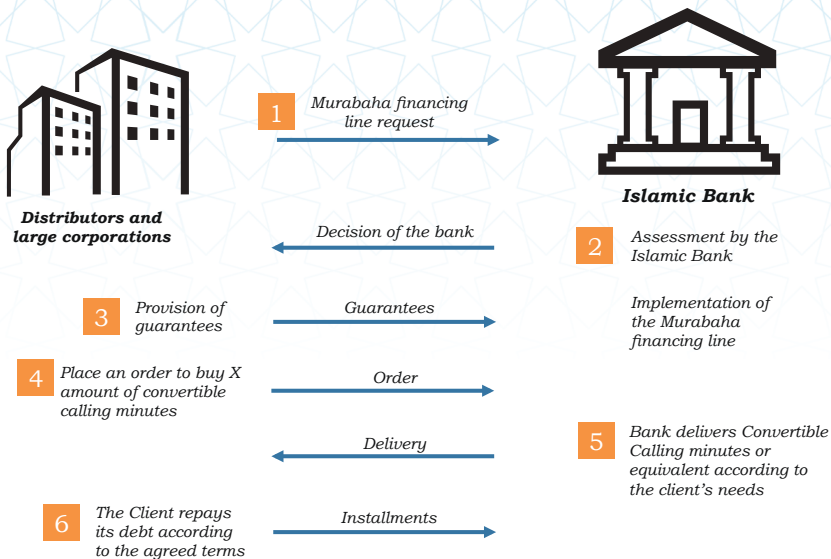 1
Murabaha financing
line request
Distributors and
large corporations
Islamic Bank
Decision of the bank
2
Assessment by the
Islamic Bank
3
Provision of
guarantees
Guarantees
Implementation of
the Murabaha
financing line
4
Place an order to buy X
amount of convertible
calling minutes
Order
Delivery
5
Bank delivers Convertible
Calling minutes or
equivalent according to
the client's needs
6
The Client repays
its debt according
to the agreed terms
Installments